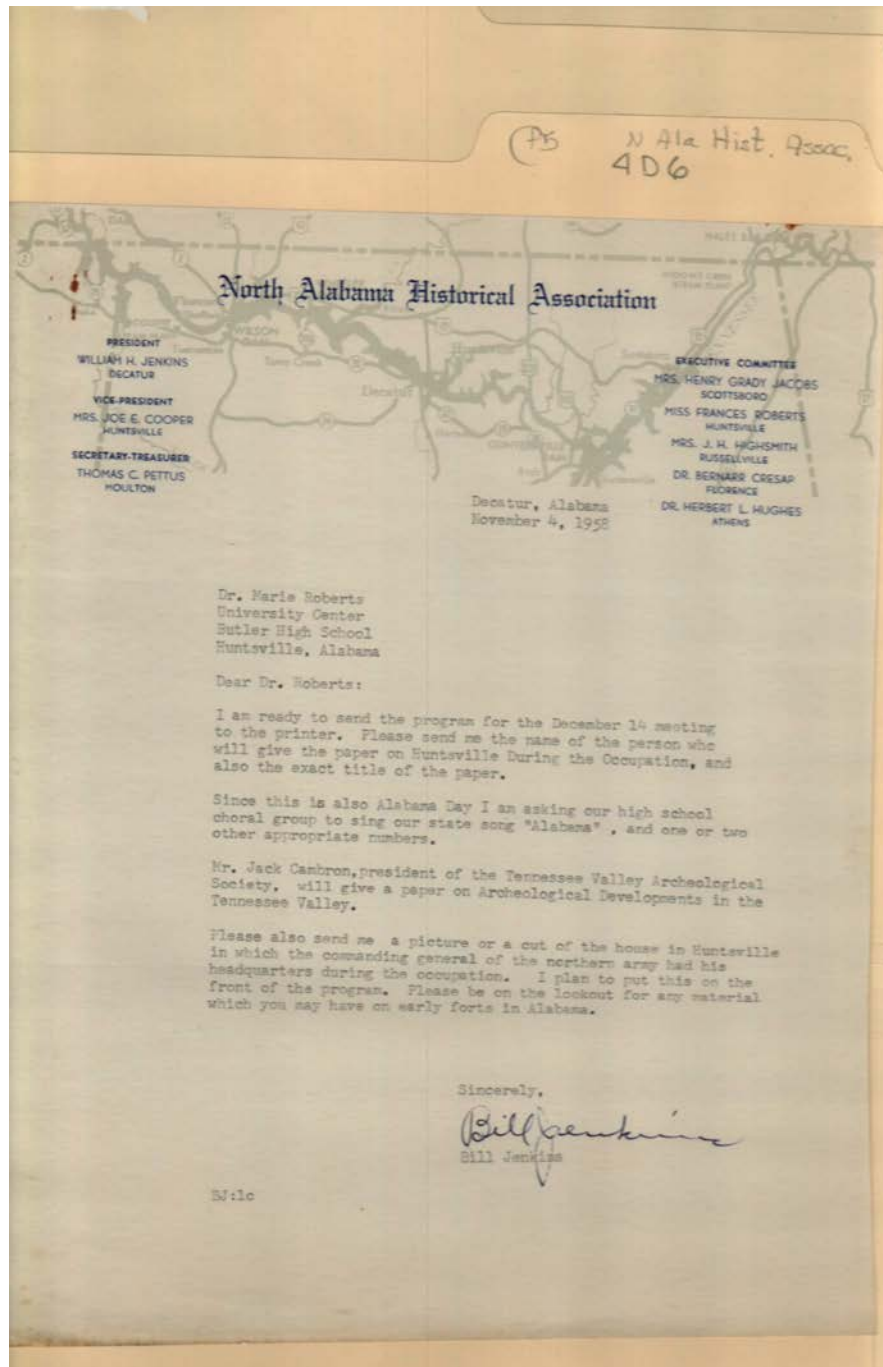 N Ala Hist. Assoc.
4D6
North Alabama Historical Association
PRESIDENT
WILLIAM H. JENKINS
DECATUR
VICE-PRESIDENT
MRS. JOE E. COOPER
HUNTSVILLE
SECRETARY-TREASURER
THOMAS C. PETTUS
MOULTON
EXECUTIVE COMMITTEE
MRS. HENRY GRADY JACOBS
SCOTTSBORO
MISS FRANCES ROBERTS
HUNTSVILLE
MRS. J. H. HIGHSMITH
RUSSELLVILLE
DR. BERNARR CRESAP
FLORENCE
DR. HERBERT L. HUGHES
ATHENS
WILSON
Town Creek
Decatur
Decatur, Alabama
November 4, 1958
Dr. Marie Roberts
University Center
Butler High School
Huntsville, Alabama
Dear Dr. Roberts:
I am ready to send the program for the December 14 meeting
to the printer. Please send me the name of the person who
will give the paper on Huntsville During the Occupation, and
also the exact title of the paper.
Since this is also Alabama Day I am asking our high school
choral group to sing our state song "Alabama" , and one or two
other appropriate numbers.
Mr. Jack Cambron,president of the Tennessee Valley Archeological
Society, will give a paper on Archeological Developments in the
Tennessee Valley.
Please also send me a picture or a cut of the house in Huntsville
in which the commanding general of the northern army had his
headquarters during the occupation. I plan to put this on the
front of the program. Please be on the lookout for any material
which you may have on early forts in Alabama.
Sincerely,
Bill Jenkins
Bill Jenkins
BJ:lc